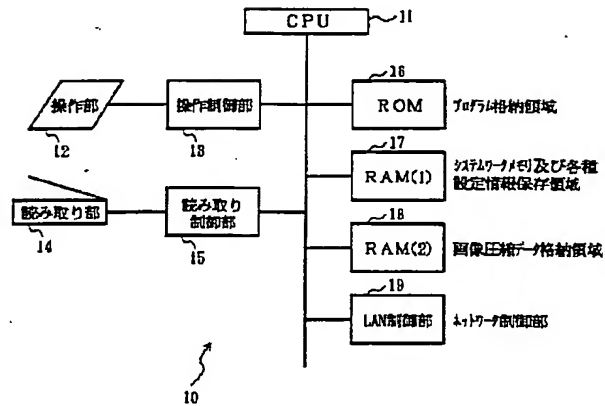 CPU
11
操作部
12
操作制御部
13
16
ROM
プログラム格納領域
17
RAM(1)
システムワークメモリ及び各種
設定情報保存領域
読み取り部
14
読み取り
制御部
15
18
RAM(2)
画像圧縮データ格納領域
19
LAN制御部
ネットワーク制御部
10